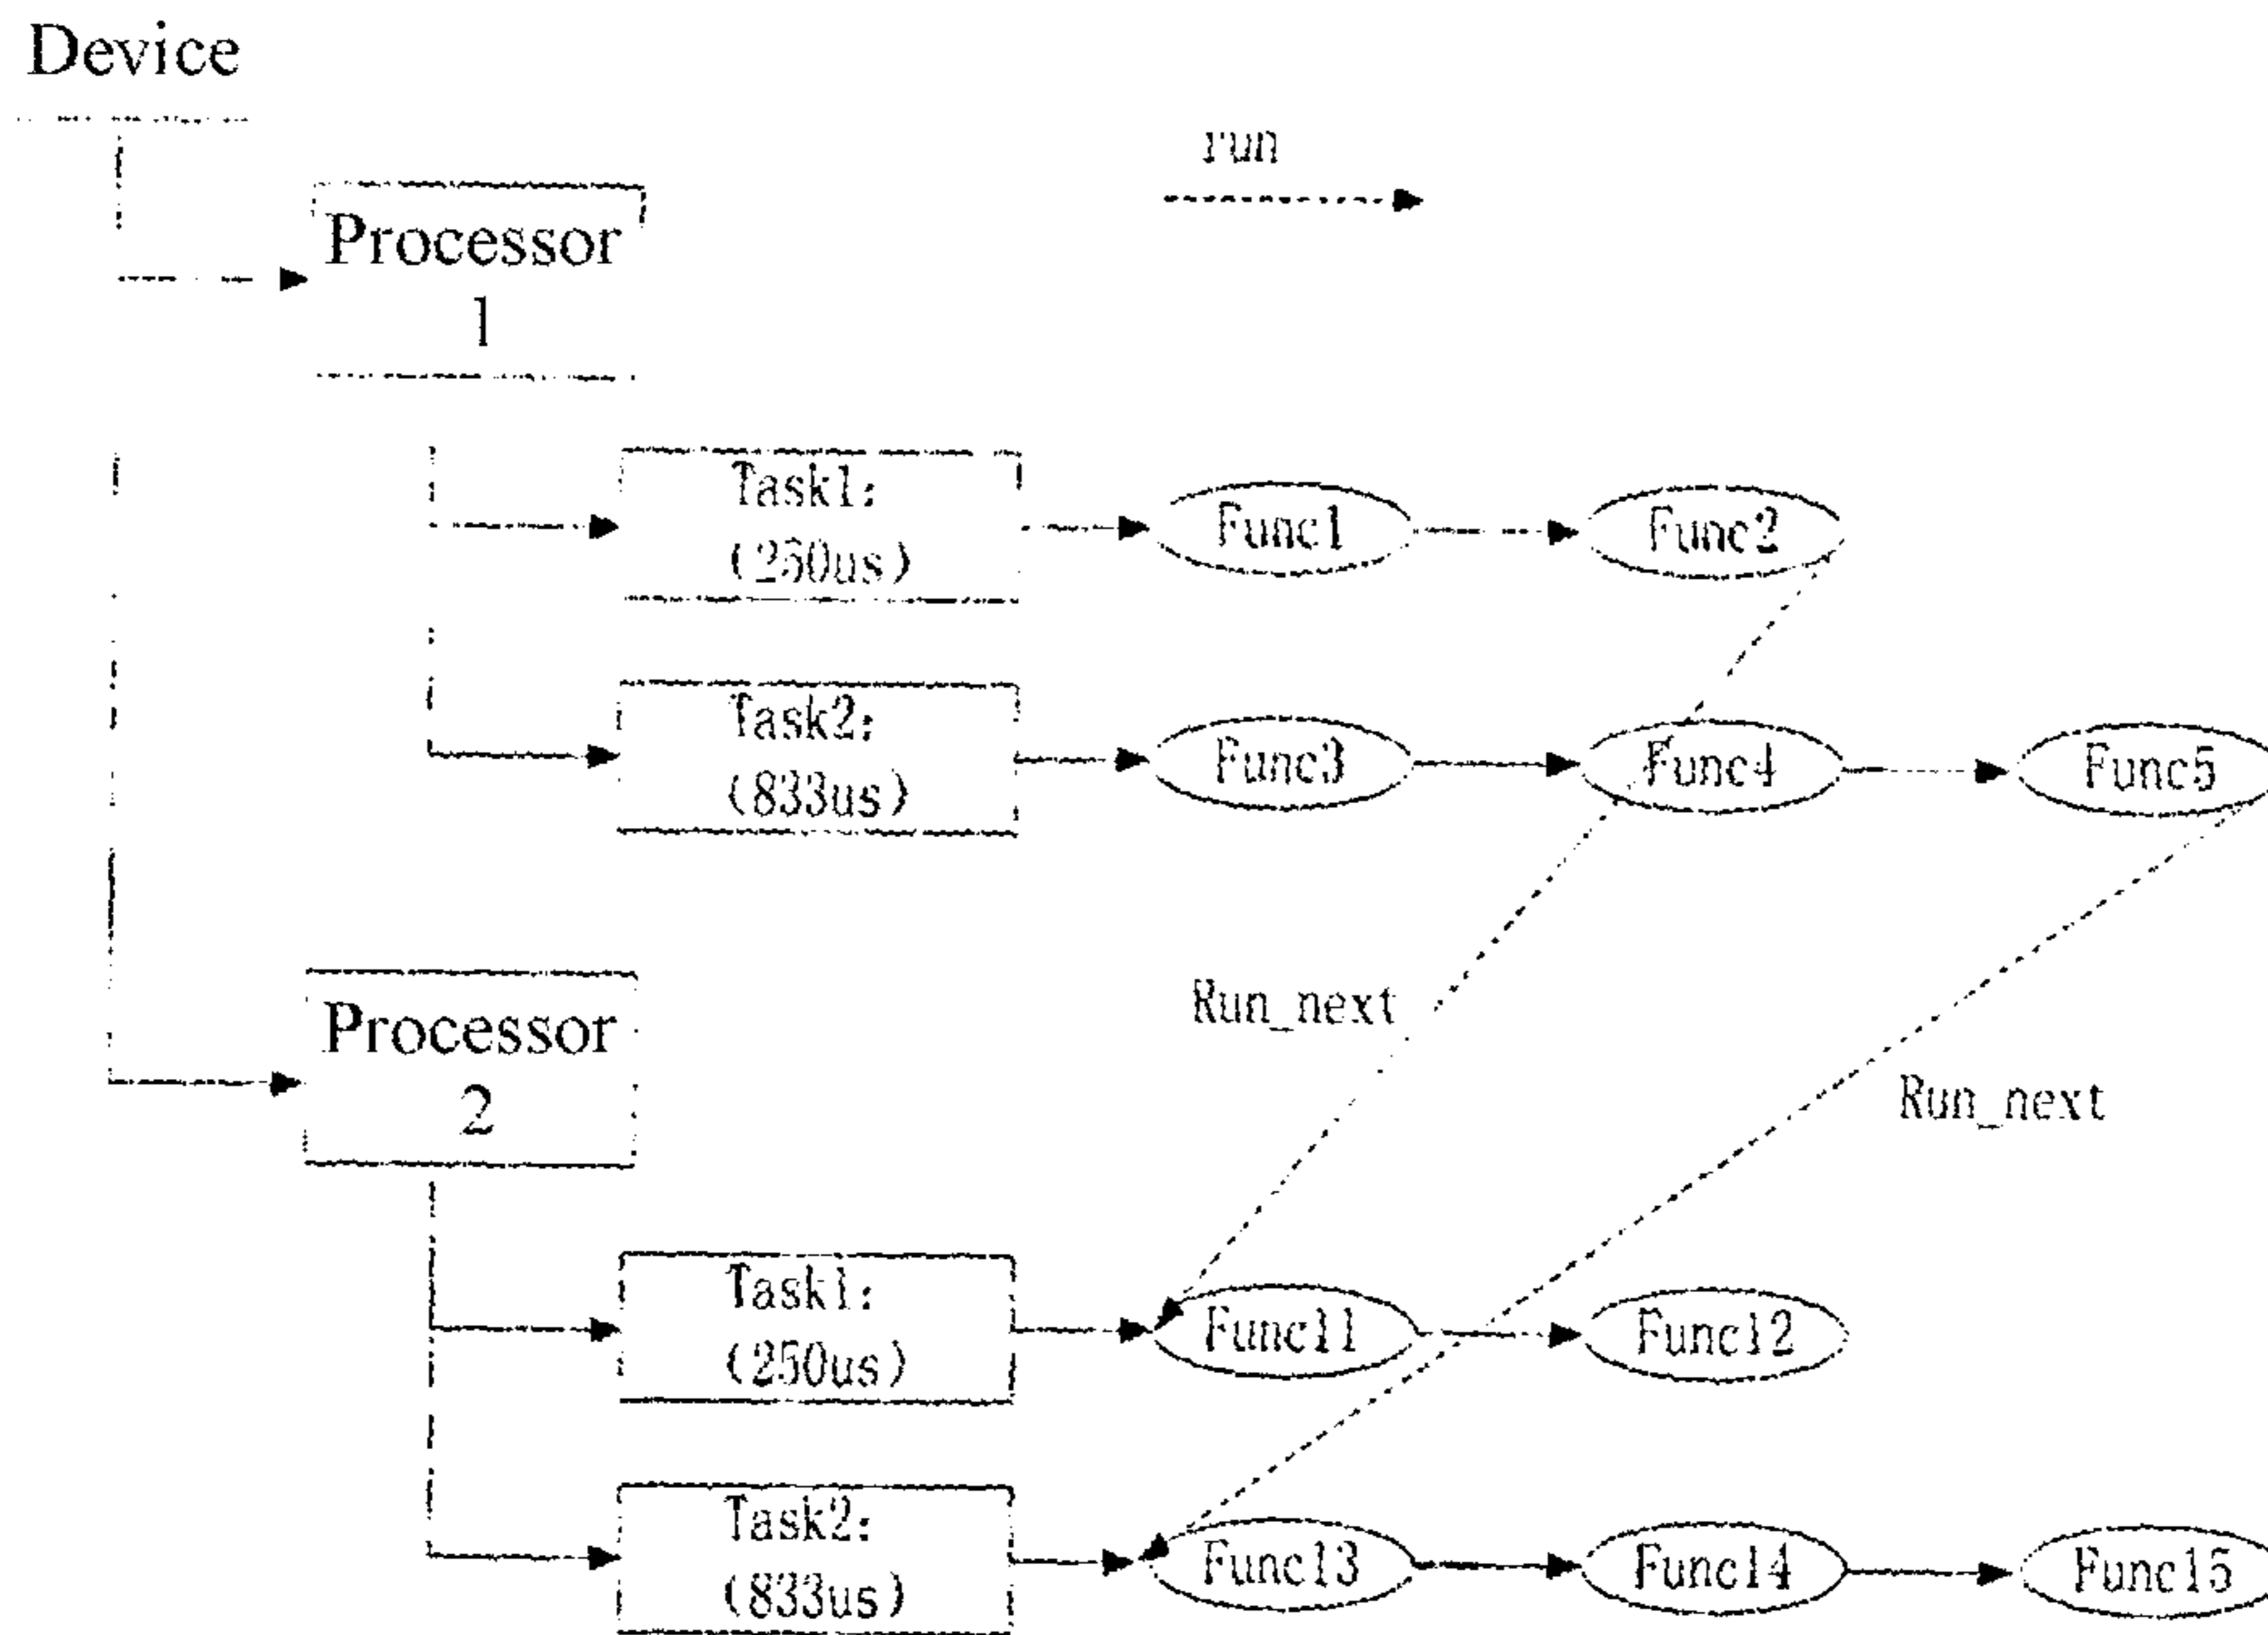 Device
run
Processor
1
Task1:
(250us)
Func1
Func2
Task2:
(833us)
Func3
Func4
Func5
Run_next
Processor
2
Run_next
Task1:
(250us)
Func11
Func12
Task2:
(833us)
Func13
Func14
Func15